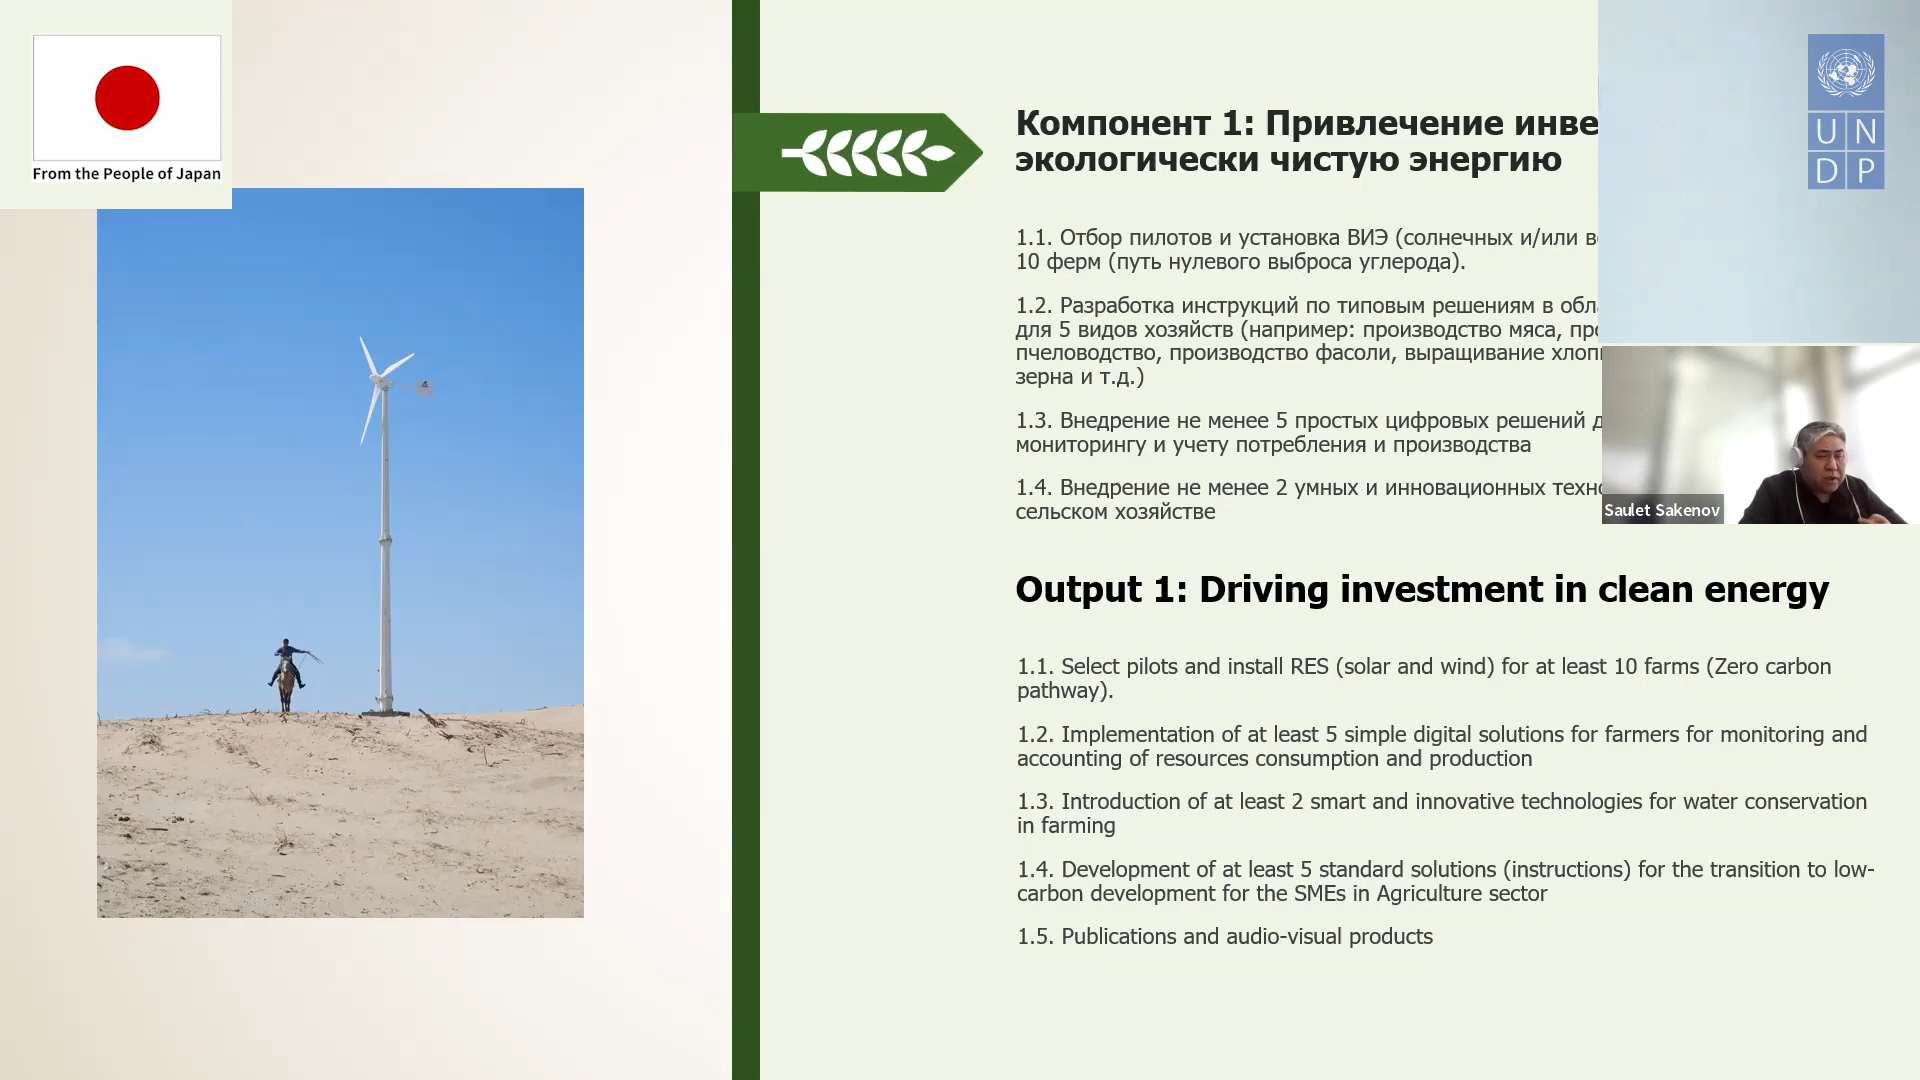 From the People of Japan
Компонент 1: Привлечение
экологически чистую энергию
1.1. Отбор пилотов и установка ВИЭ (солнечных и/или
10 ферм (путь нулевого выброса углерода).
1.2. Разработка инструкций по типовым решениям в
для 5 видов хозяйств (например: производство мяса,
пчеловодство, производство фасоли, выращивание
зерна и т.д.)
1.3. Внедрение не менее 5 простых цифровых решений
мониторингу и учету потребления и производства
1.4. Внедрение не менее 2 умных и инновационных
сельском хозяйстве
Output 1: Driving investment in clean energy
1.1. Select pilots and install RES (solar and wind) for at least 10 farms (Zero carbon
pathway).
1.2. Implementation of at least 5 simple digital solutions for farmers for monitoring and
accounting of resources consumption and production
1.3. Introduction of at least 2 smart and innovative technologies for water conservation
in farming
1.4. Development of at least 5 standard solutions (instructions) for the transition to low-
carbon development for the SMEs in Agriculture sector
1.5. Publications and audio-visual products
U N
D P
Saulet Sakenov